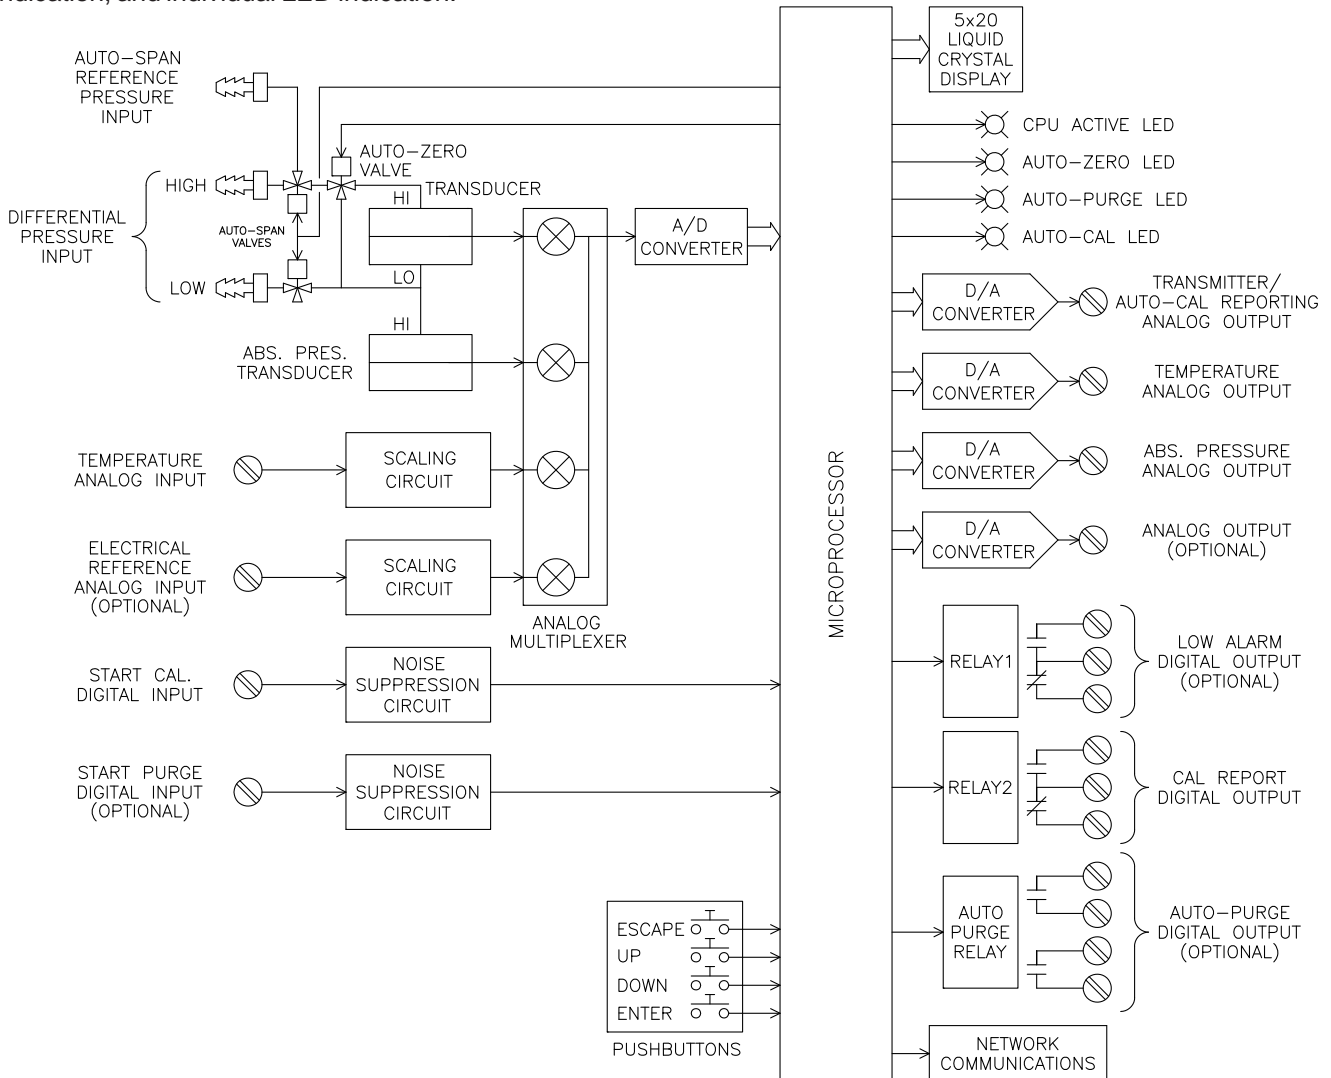 5x20
LIQUID
CRYSTAL
DISPLAY
AUTO-SPAN
REFERENCE
PRESSURE
INPUT
CPU ACTIVE LED
AUTO-ZERO LED
AUTO-PURGE LED
AUTO-CAL LED
AUTO-ZERO
VALVE
HIGH
DIFFERENTIAL
PRESSURE
INPUT
LOW
AUTO-SPAN
VALVES
HI
TRANSDUCER
LO
HI
ABS. PRES.
TRANSDUCER
A/D
CONVERTER
D/A
CONVERTER
TRANSMITTER/
AUTO-CAL REPORTING
ANALOG OUTPUT
D/A
CONVERTER
TEMPERATURE
ANALOG OUTPUT
D/A
CONVERTER
ABS. PRESSURE
ANALOG OUTPUT
D/A
CONVERTER
ANALOG OUTPUT
(OPTIONAL)
TEMPERATURE
ANALOG INPUT
SCALING
CIRCUIT
ELECTRICAL
REFERENCE
ANALOG INPUT
(OPTIONAL)
SCALING
CIRCUIT
ANALOG
MULTIPLEXER
MICROPROCESSOR
START CAL.
DIGITAL INPUT
NOISE
SUPPRESSION
CIRCUIT
START PURGE
DIGITAL INPUT
(OPTIONAL)
NOISE
SUPPRESSION
CIRCUIT
RELAY1
LOW ALARM
DIGITAL OUTPUT
(OPTIONAL)
RELAY2
CAL REPORT
DIGITAL OUTPUT
AUTO
PURGE
RELAY
AUTO-PURGE
DIGITAL OUTPUT
(OPTIONAL)
ESCAPE
UP
DOWN
ENTER
PUSHBUTTONS
NETWORK
COMMUNICATIONS